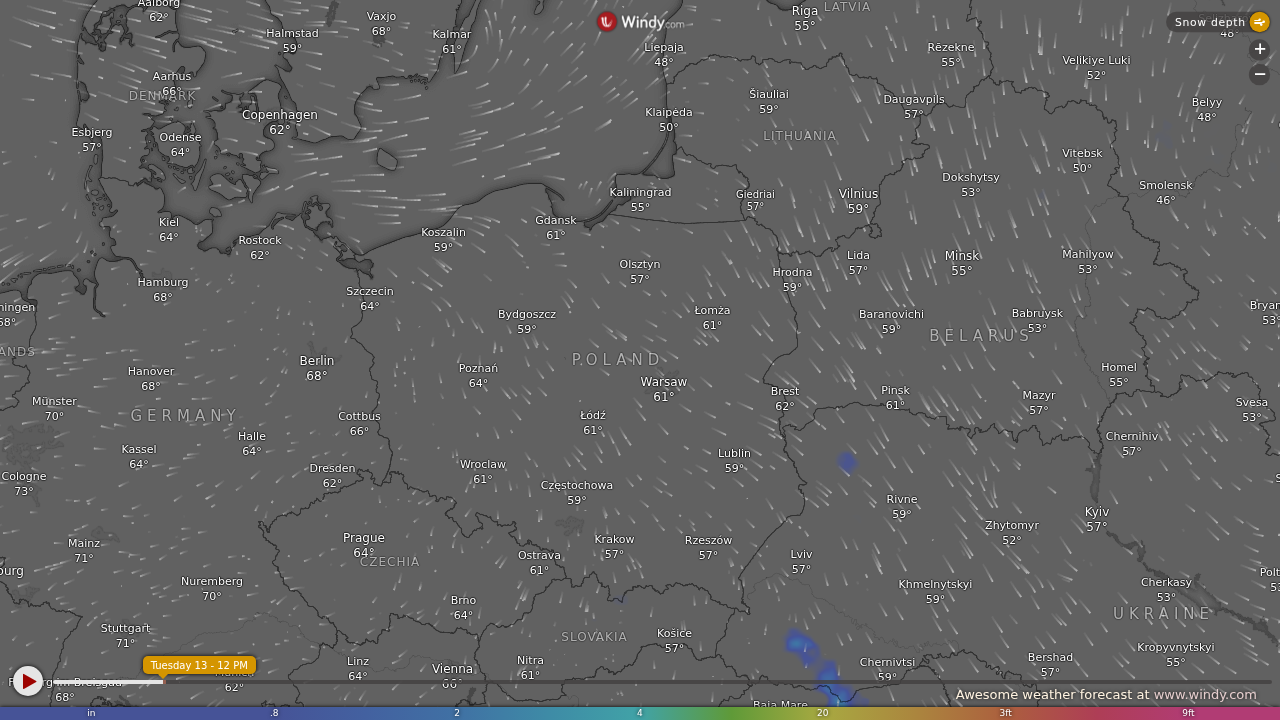 Aalborg
62°
Vaxjo
68°
Halmstad
59°
Kalmar
61°
Windy.com
Liepaja
48°
Riga
55°
LATVIA
Rēzekne
55°
Velikiye Luki
52°
Snow depth
48°
+
−
Aarhus
66°
DENMARK
Copenhagen
62°
Esbjerg
57°
Odense
64°
Klaipėda
50°
Šiauliai
59°
LITHUANIA
Daugavpils
57°
Belyy
48°
Vitebsk
50°
Dokshytsy
53°
Smolensk
46°
Kaliningrad
55°
Giedriai
57°
Vilnius
59°
Kiel
64°
Rostock
62°
Koszalin
59°
Gdansk
61°
Olsztyn
57°
Hrodna
59°
Lida
57°
Minsk
55°
Mahilyow
53°
Hamburg
68°
Szczecin
64°
Bydgoszcz
59°
Łomża
61°
Baranovichi
59°
Babruysk
53°
BELARUS
POLAND
Berlin
68°
Hanover
68°
Poznań
64°
Warsaw
61°
Brest
62°
Pinsk
61°
Homel
55°
Mazyr
57°
Svesa
53°
Münster
70°
GERMANY
Cottbus
66°
Łódź
61°
Halle
64°
Kassel
64°
Chernihiv
57°
Cologne
73°
Dresden
62°
Wroclaw
61°
Częstochowa
59°
Lublin
59°
Rivne
59°
Zhytomyr
52°
Kyiv
57°
Mainz
71°
Prague
64°
CZECHIA
Ostrava
61°
Krakow
57°
Rzeszów
57°
Lviv
57°
Nuremberg
70°
Khmelnytskyi
59°
Cherkasy
53°
UKRAINE
Brno
64°
Stuttgart
71°
SLOVAKIA
Košice
57°
Kropyvnytskyi
55°
Tuesday 13 - 12 PM
Linz
64°
Vienna
66°
Nitra
61°
Chernivtsi
59°
Bershad
57°
68°
62°
Baia Mare
Awesome weather forecast at www.windy.com
in .8 2 4 20 3ft 9ft